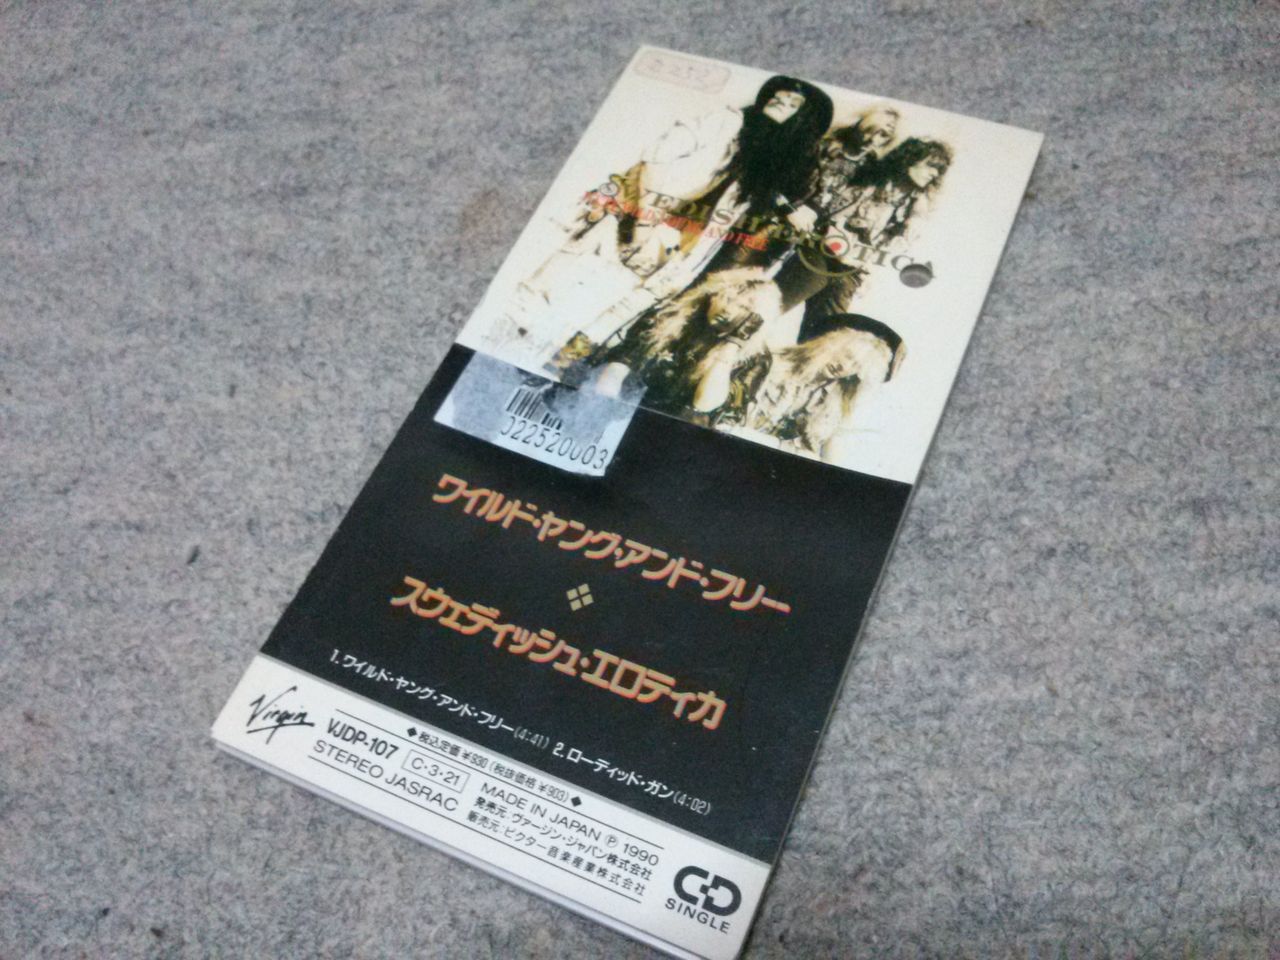 SWEDISH EROTICA
WILD YOUNG AND FREE
022520003
ワイルド・ヤング・アンド・フリー
スウェディッシュ・エロティカ
1. ワイルド・ヤング・アンド・フリー(4:41) 2. ローディッド・ガン(4:02)
Virgin
VJDP-107
STEREO JASRAC
◆税込定価¥930(税抜価格¥903)◆
C・3・21
MADE IN JAPAN Ⓟ 1990
発売元:ヴァージン・ジャパン株式会社
販売元:ビクター音楽産業株式会社
CD
SINGLE